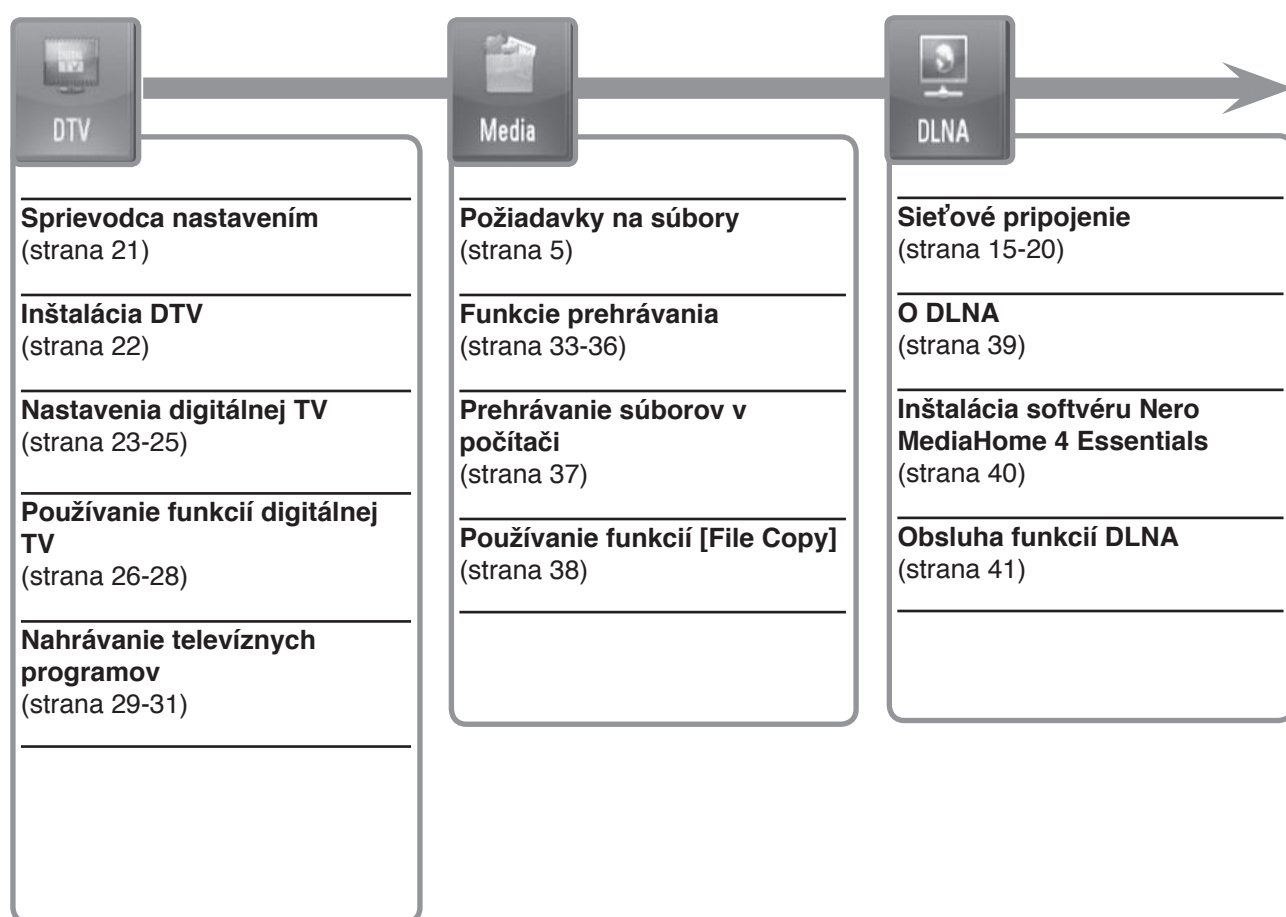 DTV
Sprievodca nastavením
(strana 21)
Inštalácia DTV
(strana 22)
Nastavenia digitálnej TV
(strana 23-25)
Používanie funkcií digitálnej
TV
(strana 26-28)
Nahrávanie televíznych
programov
(strana 29-31)
Media
Požiadavky na súbory
(strana 5)
Funkcie prehrávania
(strana 33-36)
Prehrávanie súborov v
počítači
(strana 37)
Používanie funkcií [File Copy]
(strana 38)
DLNA
Sieťové pripojenie
(strana 15-20)
O DLNA
(strana 39)
Inštalácia softvéru Nero
MediaHome 4 Essentials
(strana 40)
Obsluha funkcií DLNA
(strana 41)